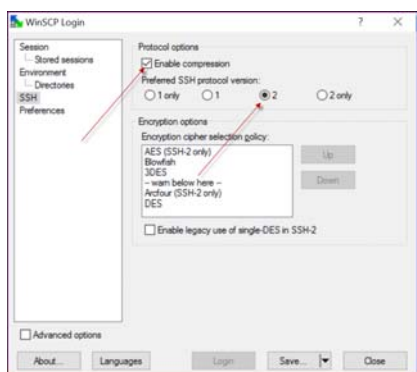 WinSCP Login
Session
Stored sessions
Environment
Directories
SSH
Preferences
Protocol options
Enable compression
Preferred SSH protocol version:
1 only
1
2
2 only
Encryption options
Encryption cipher selection policy:
AES (SSH-2 only)
Blowfish
3DES
-- warn below here --
Arcfour (SSH-2 only)
DES
Up
Down
Enable legacy use of single-DES in SSH-2
Advanced options
About...
Languages
Login
Save...
Close